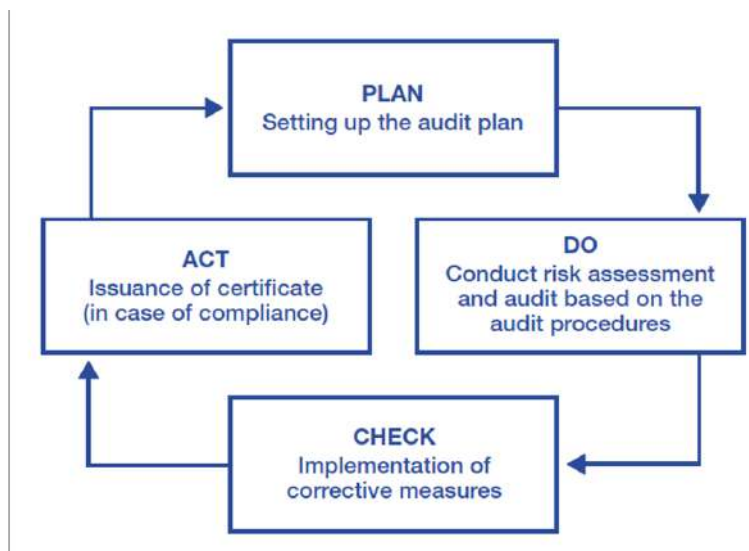 PLAN
Setting up the audit plan
ACT
Issuance of certificate
(in case of compliance)
DO
Conduct risk assessment
and audit based on the
audit procedures
CHECK
Implementation of
corrective measures